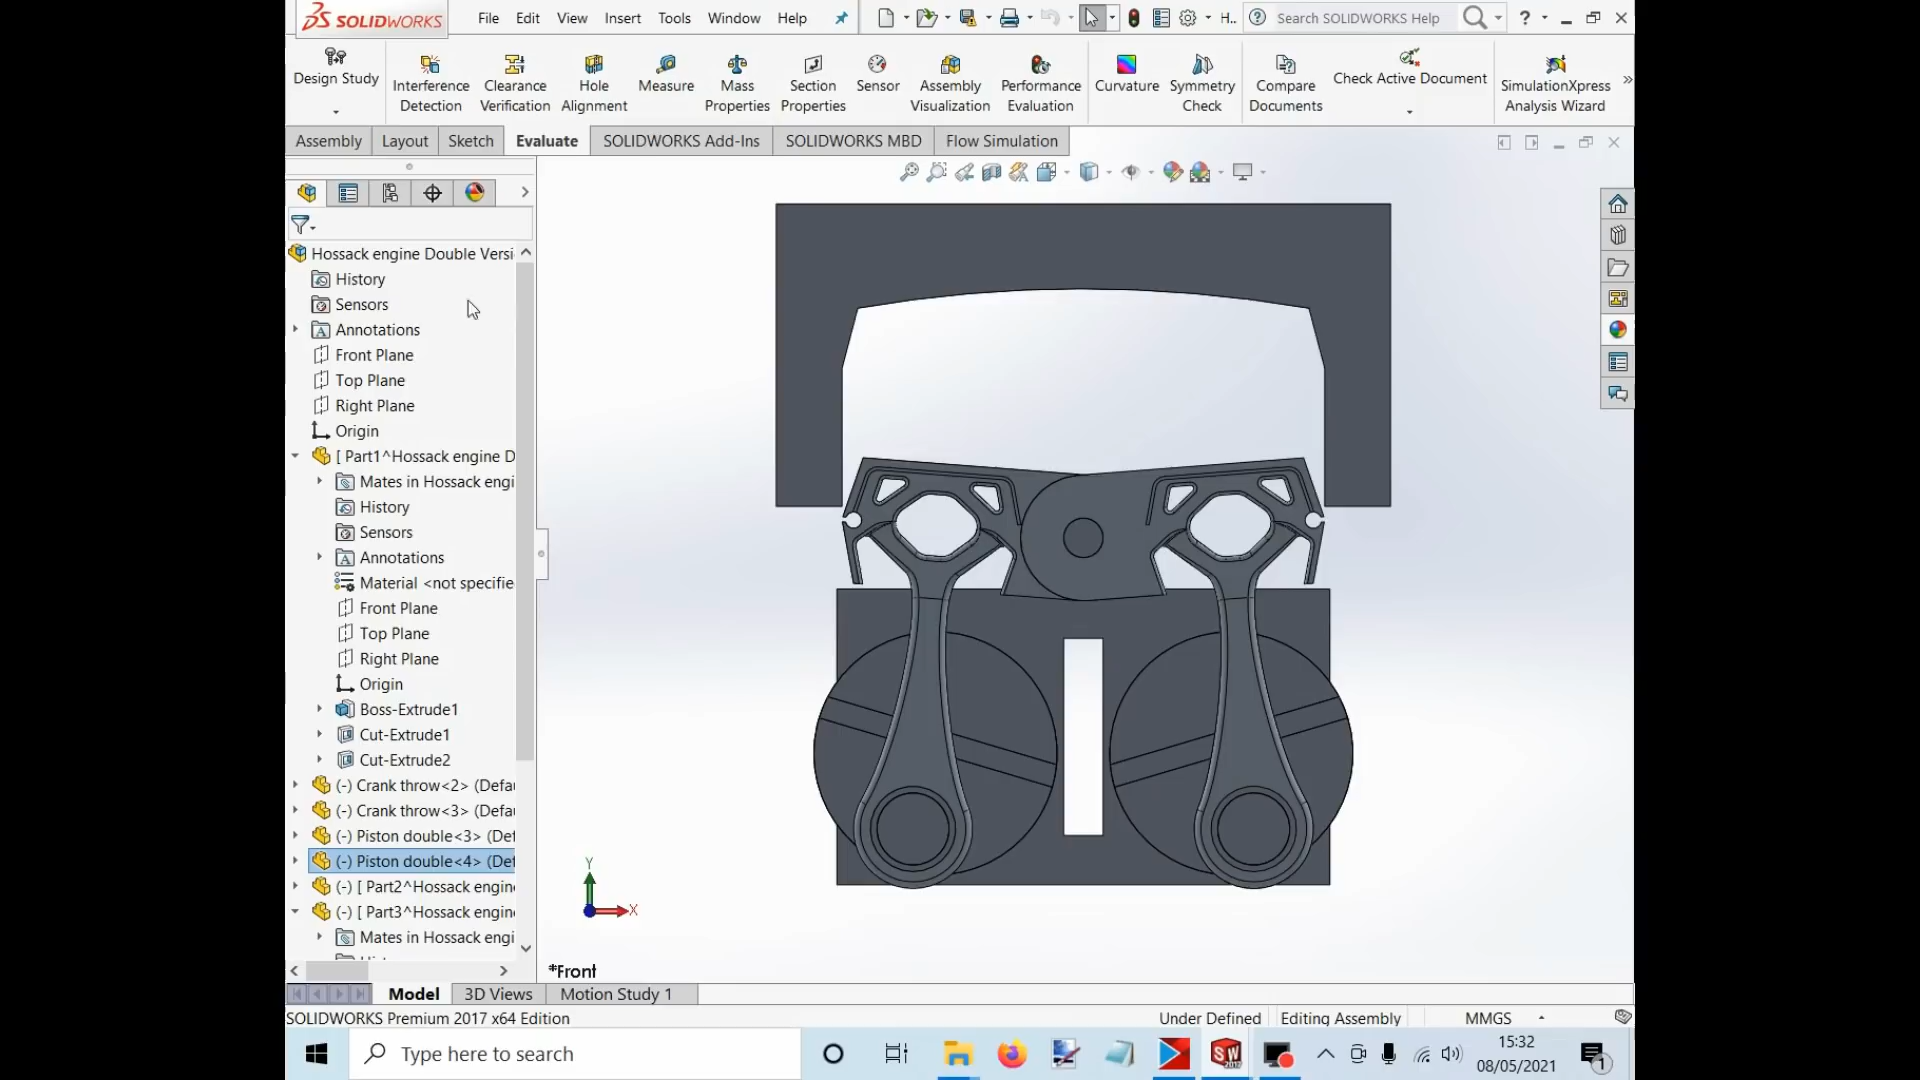 SOLIDWORKS
File Edit View Insert Tools Window Help
H..
Search SOLIDWORKS Help
?
Design Study
Interference Detection
Clearance Verification
Hole Alignment
Measure
Mass Properties
Section Properties
Sensor
Assembly Visualization
Performance Evaluation
Curvature
Symmetry Check
Compare Documents
Check Active Document
SimulationXpress Analysis Wizard
Assembly Layout Sketch Evaluate SOLIDWORKS Add-Ins SOLIDWORKS MBD Flow Simulation
Hossack engine Double Versi
History
Sensors
Annotations
Front Plane
Top Plane
Right Plane
Origin
[ Part1^Hossack engine D
Mates in Hossack engi
History
Sensors
Annotations
Material <not specifie
Front Plane
Top Plane
Right Plane
Origin
Boss-Extrude1
Cut-Extrude1
Cut-Extrude2
(-) Crank throw<2> (Defau
(-) Crank throw<3> (Defau
(-) Piston double<3> (Def
(-) Piston double<4> (Def
(-) [ Part2^Hossack engine
(-) [ Part3^Hossack engine
Mates in Hossack engi
Y
X
*Front
Model 3D Views Motion Study 1
SOLIDWORKS Premium 2017 x64 Edition
Under Defined Editing Assembly MMGS
Type here to search
15:32
08/05/2021
1